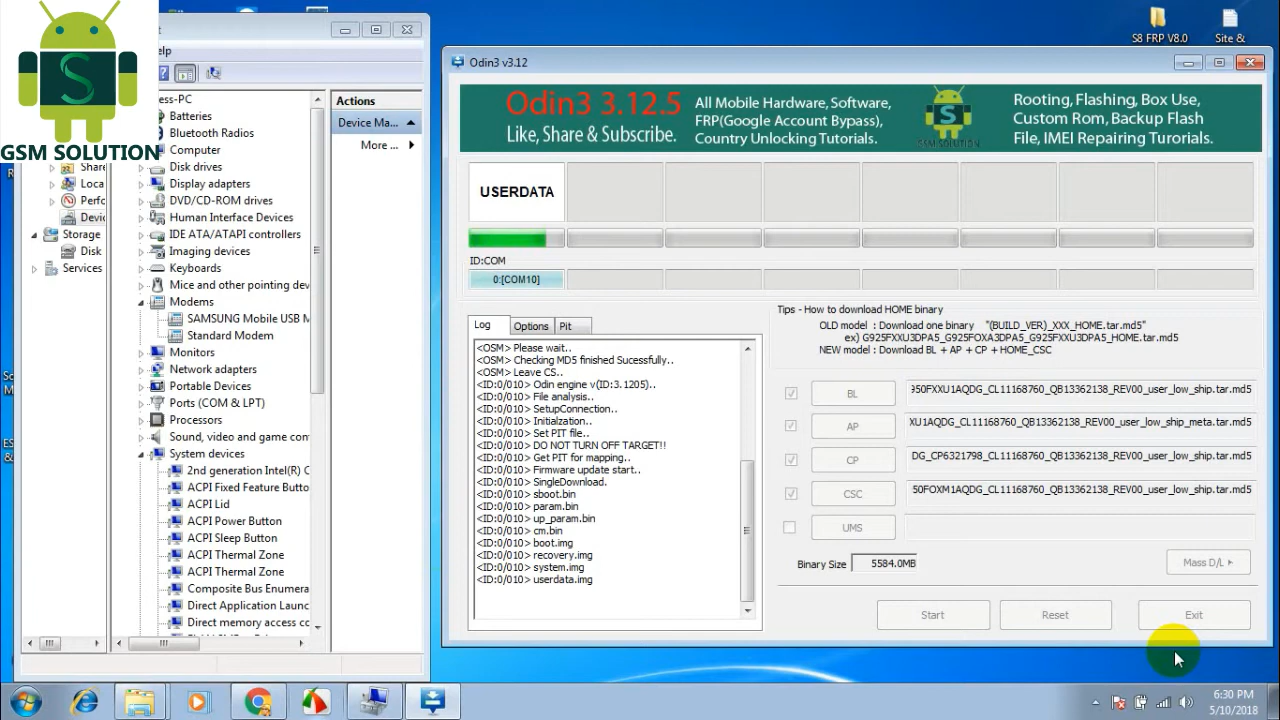 S
GSM SOLUTION
S8 FRP V8.0
Site &
elp
ess-PC
Batteries
Bluetooth Radios
Computer
Disk drives
Display adapters
DVD/CD-ROM drives
Human Interface Devices
IDE ATA/ATAPI controllers
Imaging devices
Keyboards
Mice and other pointing dev
Modems
SAMSUNG Mobile USB M
Standard Modem
Monitors
Network adapters
Portable Devices
Ports (COM & LPT)
Processors
Sound, video and game con
System devices
2nd generation Intel(R) C
ACPI Fixed Feature Butto
ACPI Lid
ACPI Power Button
ACPI Sleep Button
ACPI Thermal Zone
ACPI Thermal Zone
Composite Bus Enumera
Direct Application Launc
Direct memory access co
Share
Loca
Perfo
Devic
Storage
Disk
Services
Actions
Device Ma...
More ...
Odin3 v3.12
Odin3 3.12.5
Like, Share & Subscribe.
All Mobile Hardware, Software,
FRP(Google Account Bypass),
Country Unlocking Tutorials.
GSM SOLUTION
Rooting, Flashing, Box Use,
Custom Rom, Backup Flash
File, IMEI Repairing Turorials.
USERDATA
ID:COM
0:[COM10]
Log
Options
Pit
<OSM> Please wait..
<OSM> Checking MD5 finished Sucessfully..
<OSM> Leave CS..
<ID:0/010> Odin engine v(ID:3.1205)..
<ID:0/010> File analysis..
<ID:0/010> SetupConnection..
<ID:0/010> Initialzation..
<ID:0/010> Set PIT file..
<ID:0/010> DO NOT TURN OFF TARGET!!
<ID:0/010> Get PIT for mapping..
<ID:0/010> Firmware update start..
<ID:0/010> SingleDownload.
<ID:0/010> sboot.bin
<ID:0/010> param.bin
<ID:0/010> up_param.bin
<ID:0/010> cm.bin
<ID:0/010> boot.img
<ID:0/010> recovery.img
<ID:0/010> system.img
<ID:0/010> userdata.img
Tips - How to download HOME binary
OLD model : Download one binary "(BUILD_VER)_XXX_HOME.tar.md5"
ex) G925FXXU3DPA5_G925FOXA3DPA5_G925FXXU3DPA5_HOME.tar.md5
NEW model : Download BL + AP + CP + HOME_CSC
BL
950FXXU1AQDG_CL11168760_QB13362138_REV00_user_low_ship.tar.md5
AP
XU1AQDG_CL11168760_QB13362138_REV00_user_low_ship_meta.tar.md5
CP
DG_CP6321798_CL11168760_QB13362138_REV00_user_low_ship.tar.md5
CSC
50FOXM1AQDG_CL11168760_QB13362138_REV00_user_low_ship.tar.md5
UMS
Binary Size
5584.0MB
Mass D/L
Start
Reset
Exit
6:30 PM
5/10/2018